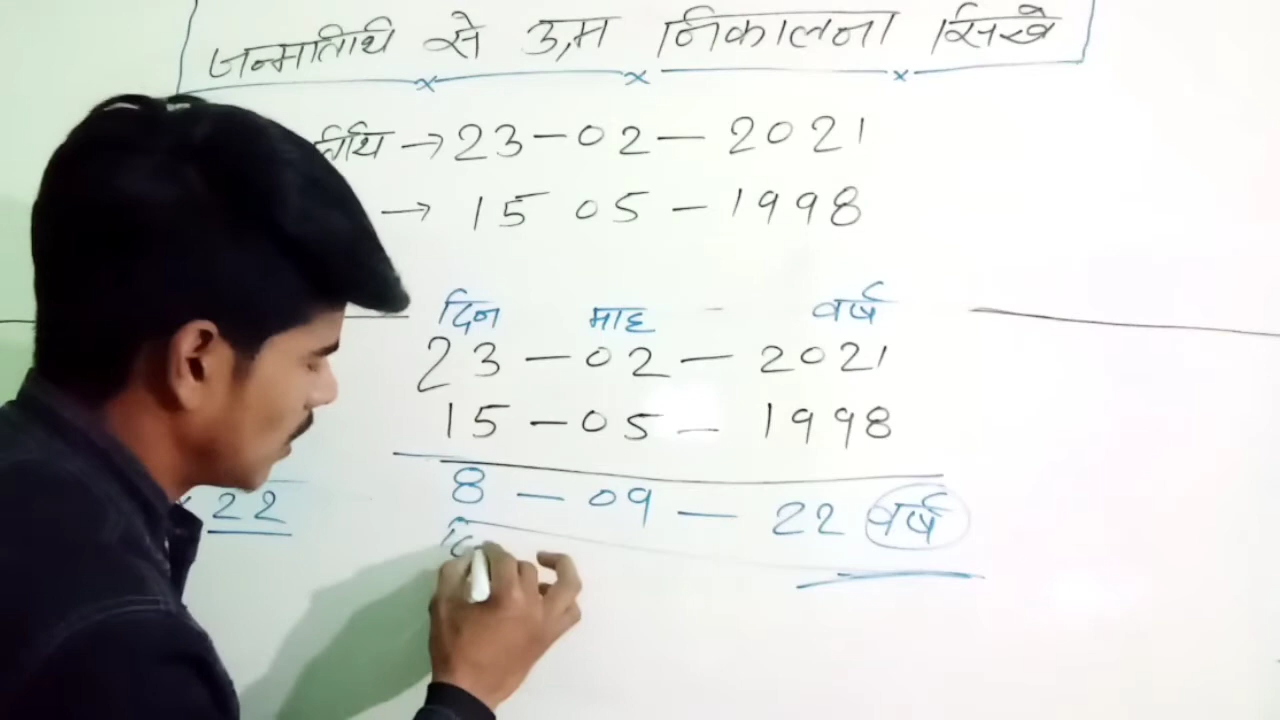 जन्मतिथि से उम्र निकालना सिखे
तिथि → 23-02-2021
→ 15 05-1998
दिन माह वर्ष
23-02-2021
15-05-1998
8-09-22 वर्ष
22
दि